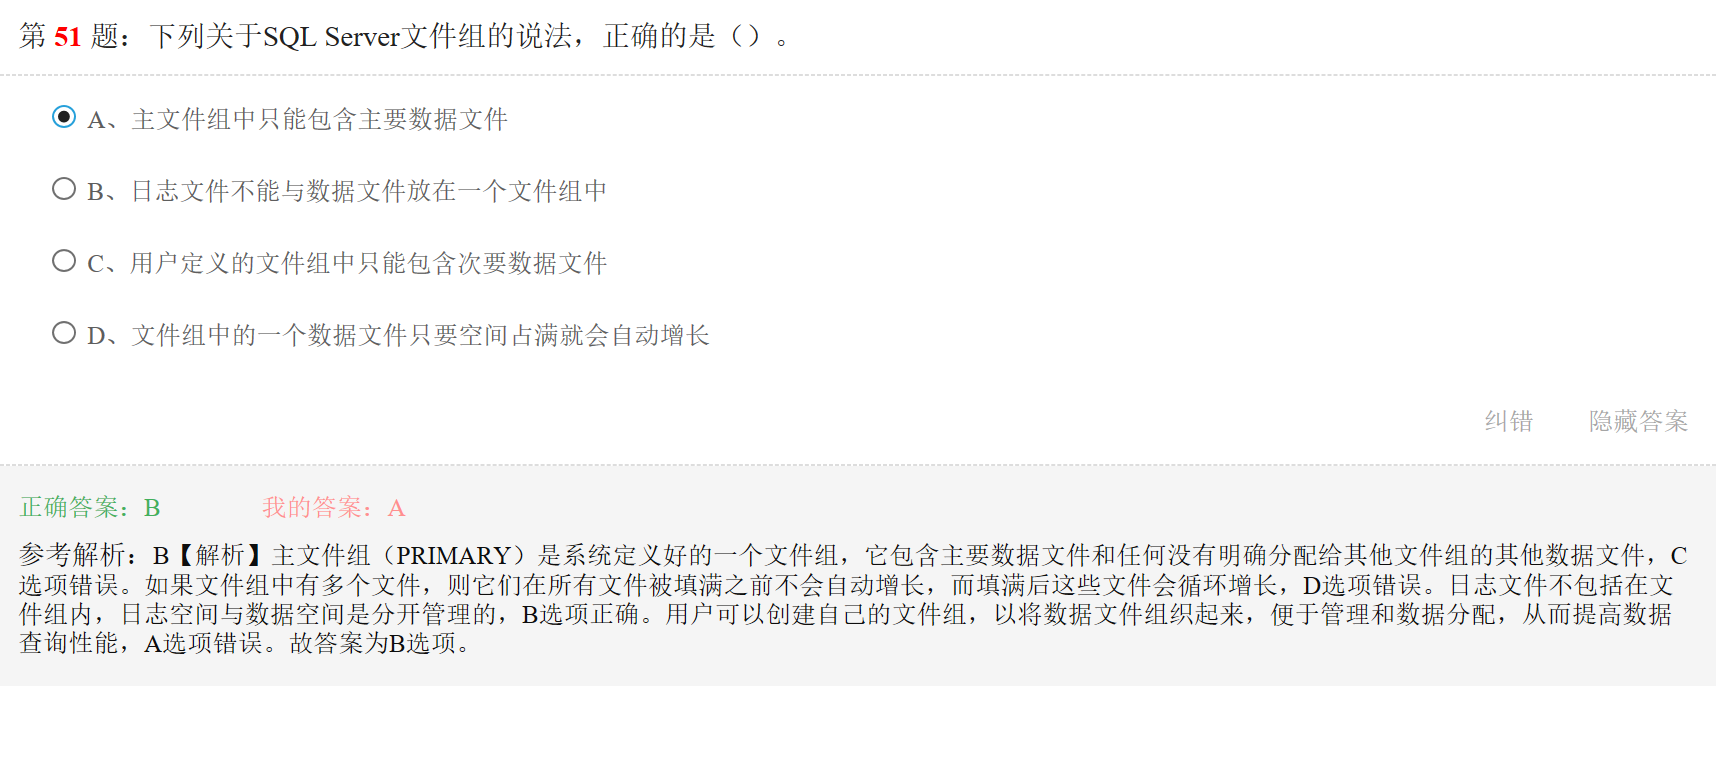 第 51 题：下列关于SQL Server文件组的说法，正确的是（）。
A、主文件组中只能包含主要数据文件
B、日志文件不能与数据文件放在一个文件组中
C、用户定义的文件组中只能包含次要数据文件
D、文件组中的一个数据文件只要空间占满就会自动增长
纠错 隐藏答案
正确答案：B 我的答案：A
参考解析：B【解析】主文件组（PRIMARY）是系统定义好的一个文件组，它包含主要数据文件和任何没有明确分配给其他文件组的其他数据文件，C
选项错误。如果文件组中有多个文件，则它们在所有文件被填满之前不会自动增长，而填满后这些文件会循环增长，D选项错误。日志文件不包括在文
件组内，日志空间与数据空间是分开管理的，B选项正确。用户可以创建自己的文件组，以将数据文件组织起来，便于管理和数据分配，从而提高数据
查询性能，A选项错误。故答案为B选项。